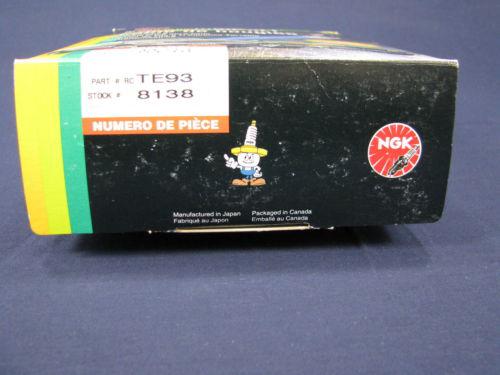 PART # RC TE93
STOCK # 8138
NUMERO DE PIÈCE
NGK
Manufactured in Japan
Fabriqué au Japon
Packaged in Canada
Emballé au Canada